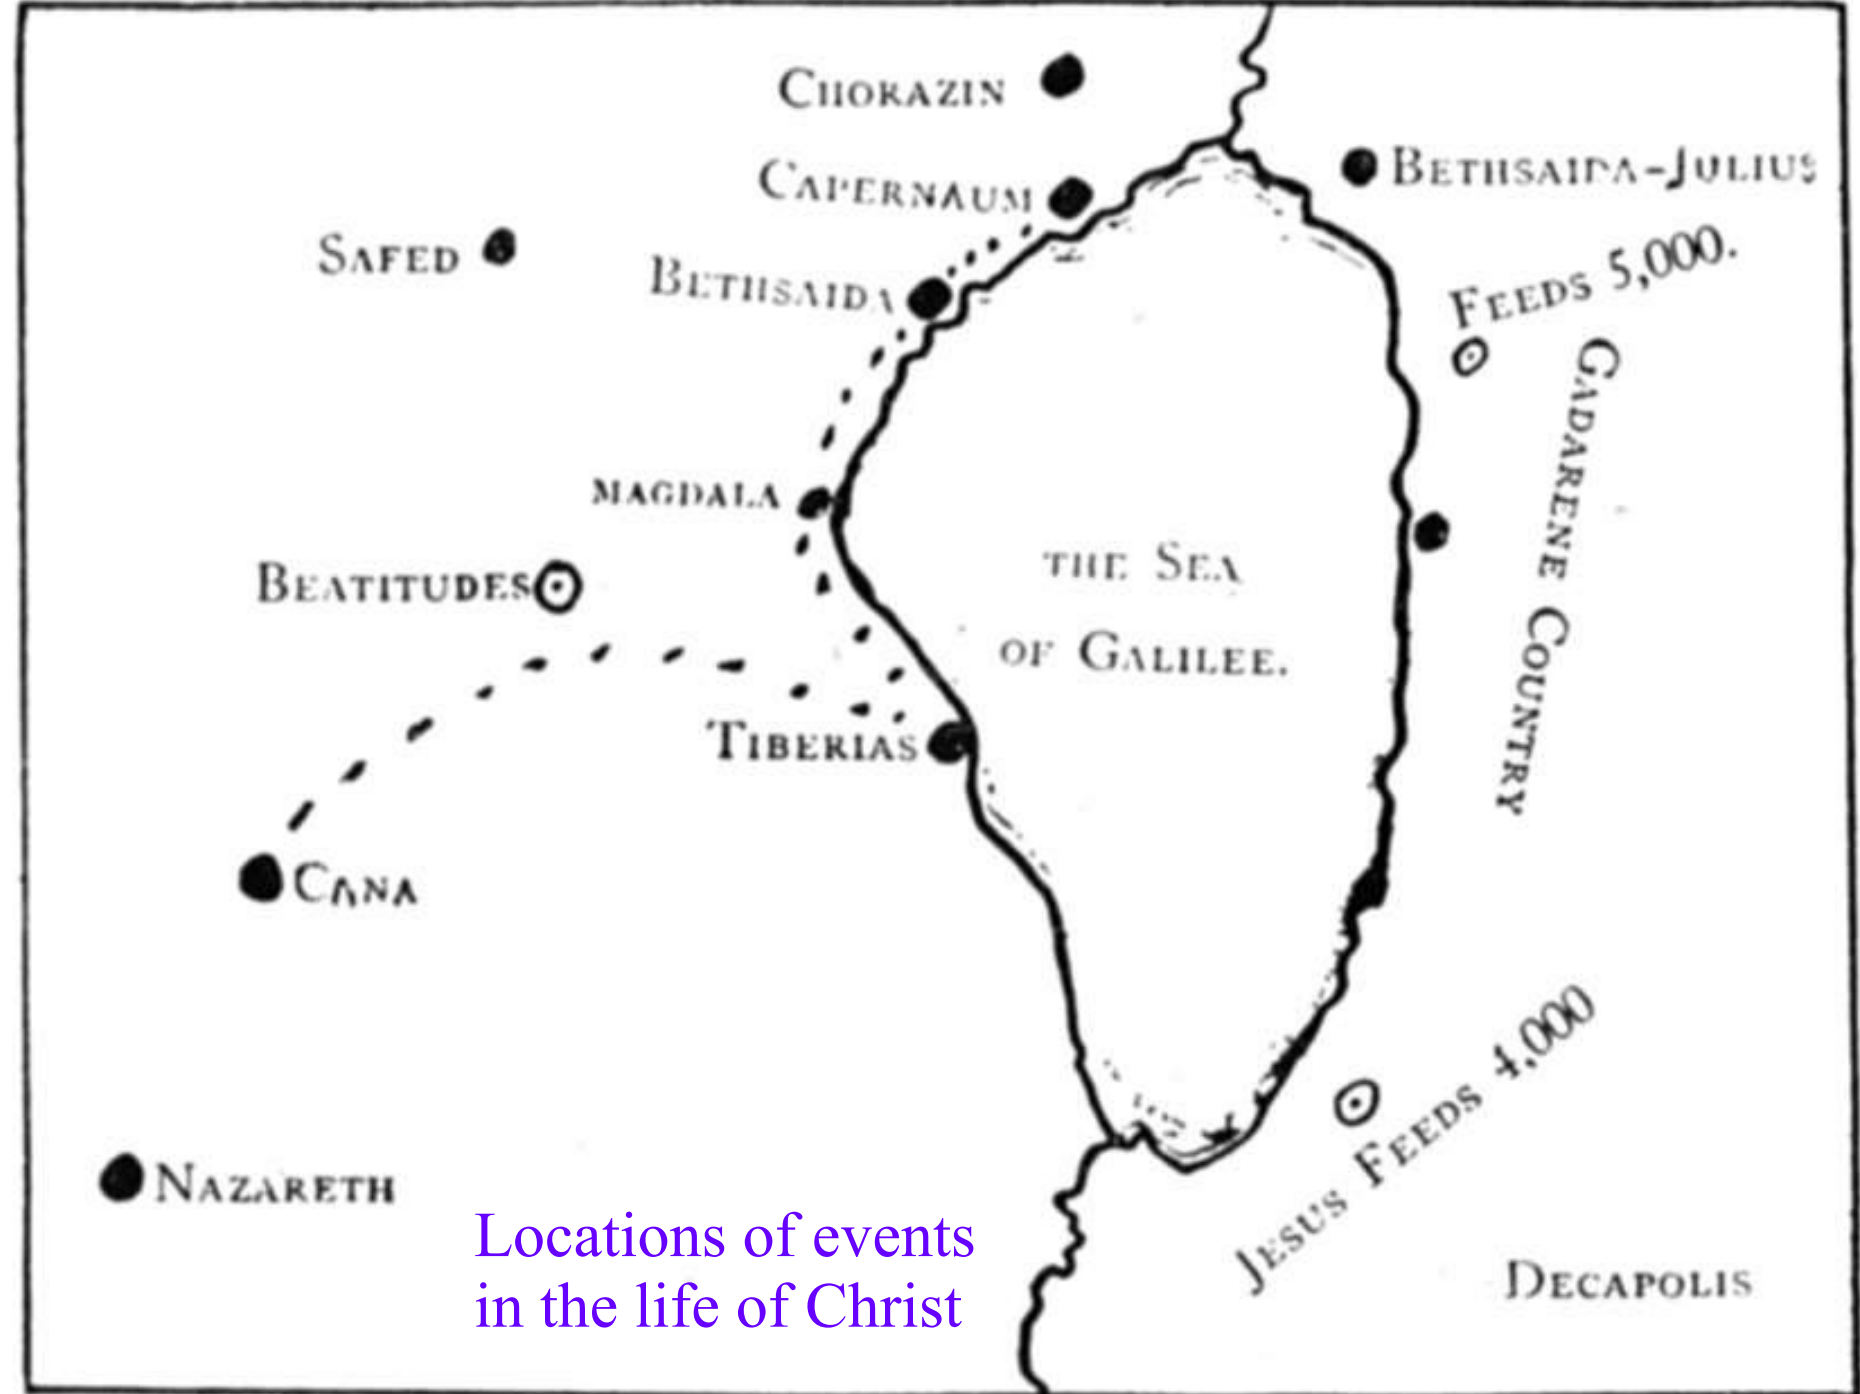 CHORAZIN
CAPERNAUM
BETHSAIDA-JULIUS
SAFED
BETHSAIDA
FEEDS 5,000.
GADARENE COUNTRY
MAGDALA
BEATITUDES
THE SEA
OF GALILEE.
TIBERIAS
CANA
JESUS FEEDS 4,000
NAZARETH
Locations of events
in the life of Christ
DECAPOLIS